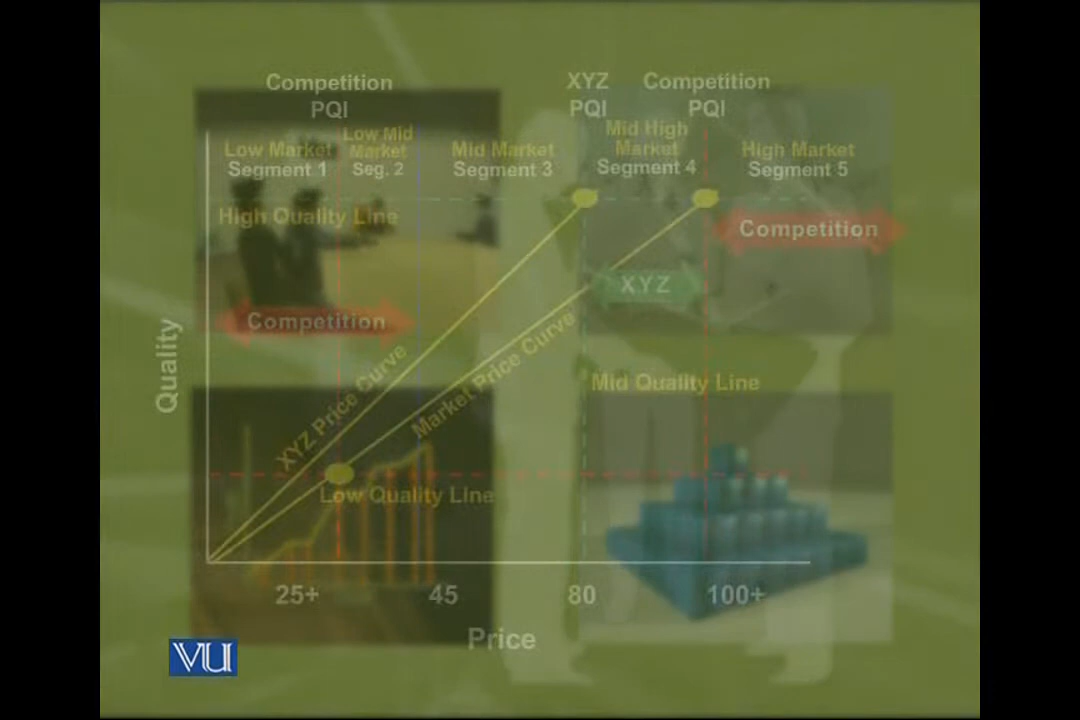 Competition
PQI
XYZ
PQI
Competition
PQI
Low Market
Segment 1
Low Mid
Market
Seg. 2
Mid Market
Segment 3
Mid High
Market
Segment 4
High Market
Segment 5
High Quality Line
Competition
XYZ
Competition
Quality
XYZ Price Curve
Market Price Curve
Mid Quality Line
Low Quality Line
25+
45
80
100+
Price
VU